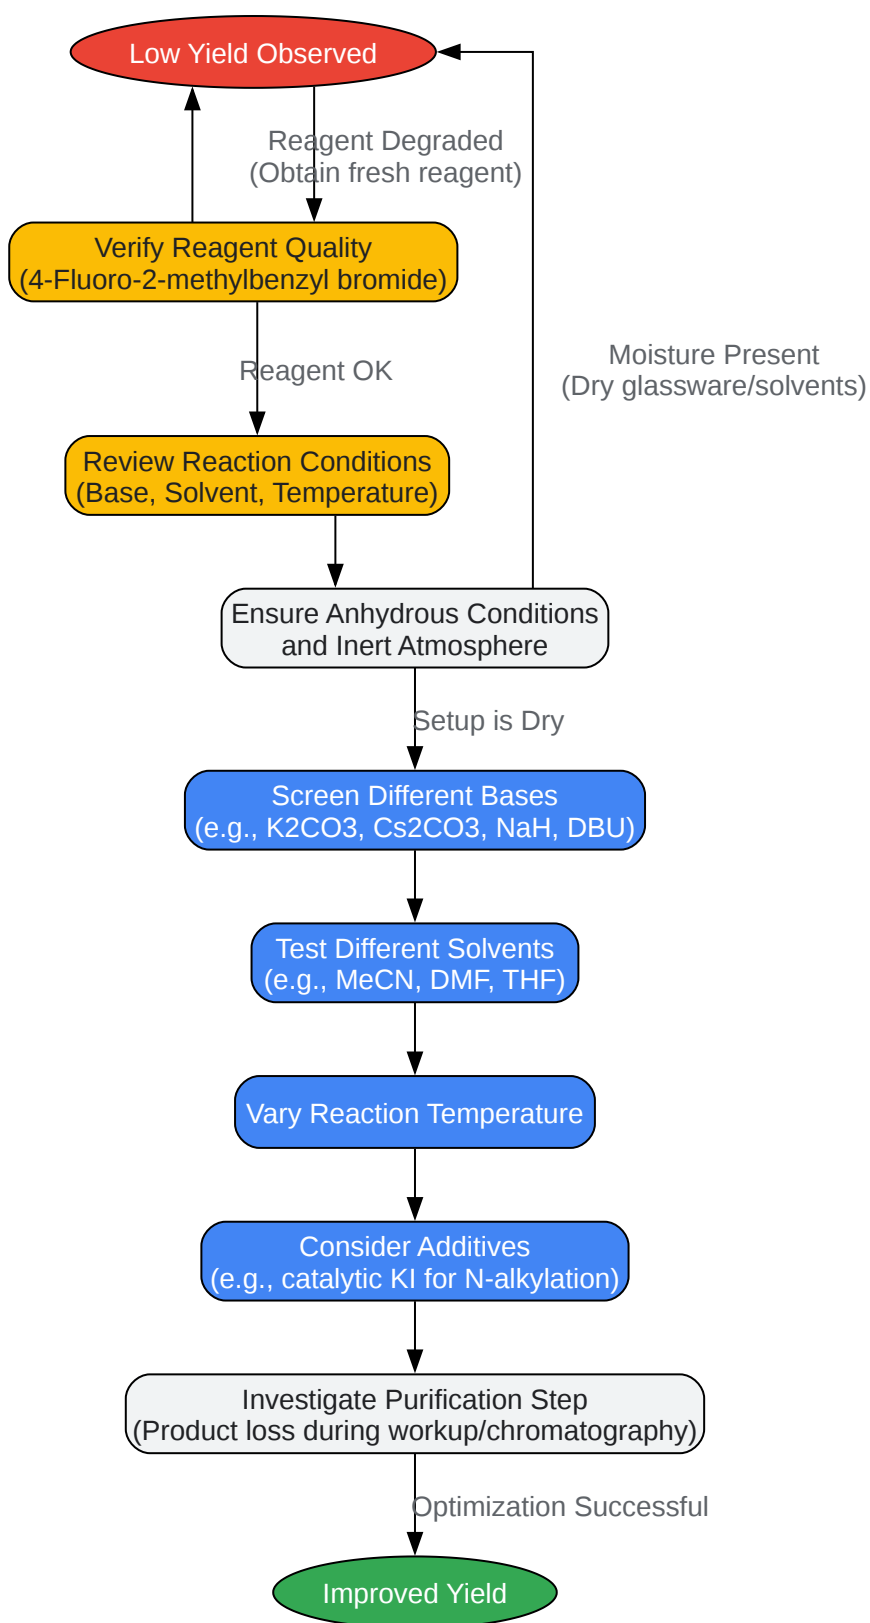 Low Yield Observed
Reagent Degraded
(Obtain fresh reagent)
Verify Reagent Quality
(4-Fluoro-2-methylbenzyl bromide)
Moisture Present
(Dry glassware/solvents)
Reagent OK
Review Reaction Conditions
(Base, Solvent, Temperature)
Ensure Anhydrous Conditions
and Inert Atmosphere
Setup is Dry
Screen Different Bases
(e.g., K2CO3, Cs2CO3, NaH, DBU)
Test Different Solvents
(e.g., MeCN, DMF, THF)
Vary Reaction Temperature
Consider Additives
(e.g., catalytic KI for N-alkylation)
Investigate Purification Step
(Product loss during workup/chromatography)
Optimization Successful
Improved Yield